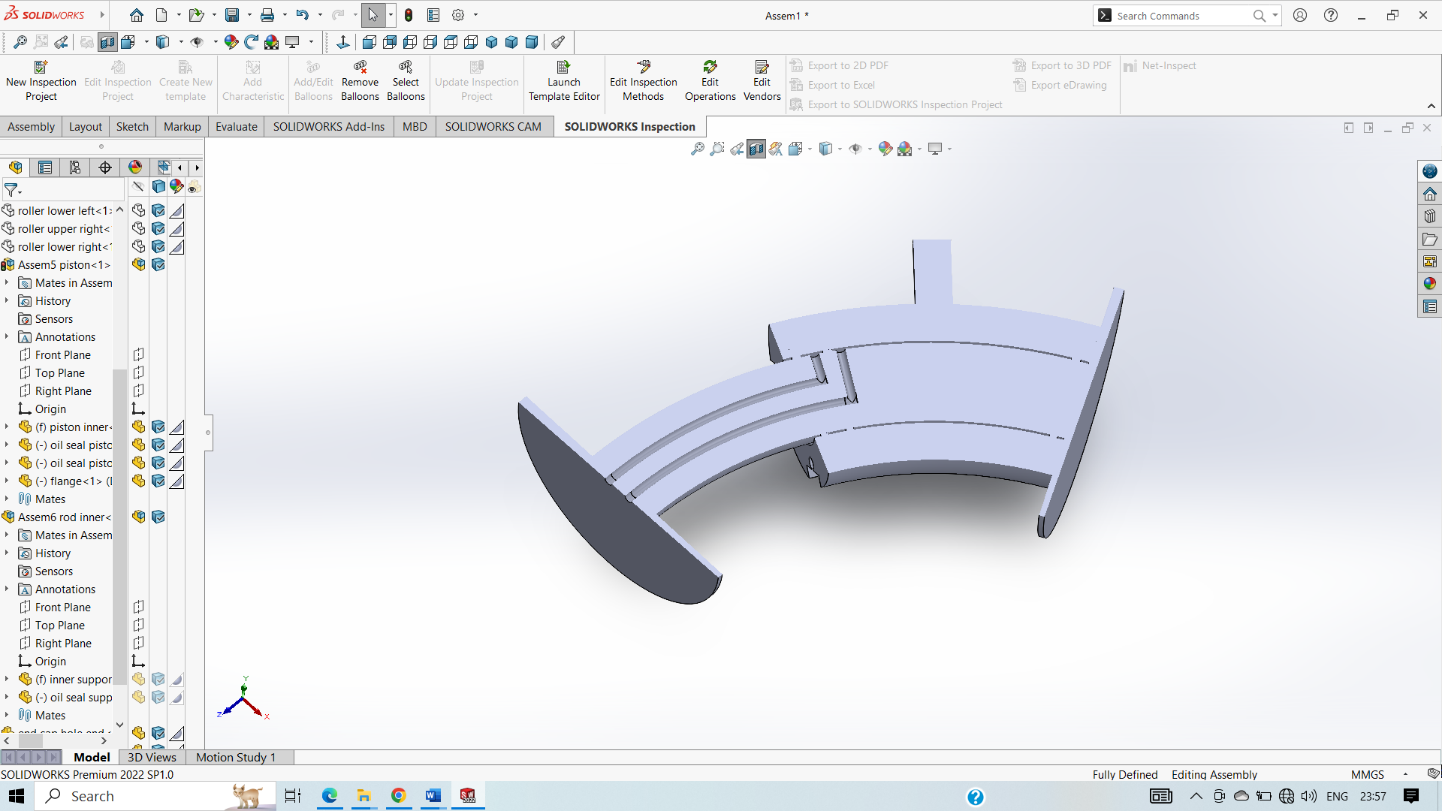 SOLIDWORKS
Assem1 *
Search Commands
New Inspection Project
Edit Inspection Project
Create New template
Add Characteristic
Add/Edit Balloons
Remove Balloons
Select Balloons
Update Inspection Project
Launch Template Editor
Edit Inspection Methods
Edit Operations
Edit Vendors
Export to 2D PDF
Export to Excel
Export to SOLIDWORKS Inspection Project
Export to 3D PDF
Export eDrawing
Net-Inspect
Assembly
Layout
Sketch
Markup
Evaluate
SOLIDWORKS Add-Ins
MBD
SOLIDWORKS CAM
SOLIDWORKS Inspection
roller lower left<1>
roller upper right<
roller lower right<
Assem5 piston<1>
Mates in Assem
History
Sensors
Annotations
Front Plane
Top Plane
Right Plane
Origin
(f) piston inner<
(-) oil seal pistc
(-) oil seal pistc
(-) flange<1> (
Mates
Assem6 rod inner<
Mates in Assem
History
Sensors
Annotations
Front Plane
Top Plane
Right Plane
Origin
(f) inner suppor
(-) oil seal supp
Mates
Y
Z
X
Model
3D Views
Motion Study 1
SOLIDWORKS Premium 2022 SP1.0
Fully Defined
Editing Assembly
MMGS
Search
ENG
23:57